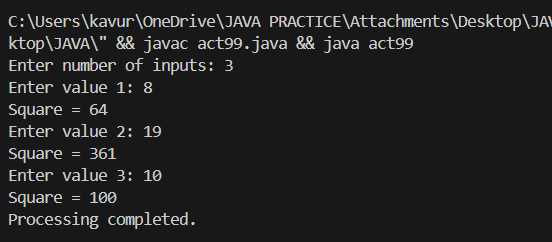 C:\Users\kavur\OneDrive\JAVA PRACTICE\Attachments\Desktop\JAV
ktop\JAVA\" && javac act99.java && java act99
Enter number of inputs: 3
Enter value 1: 8
Square = 64
Enter value 2: 19
Square = 361
Enter value 3: 10
Square = 100
Processing completed.